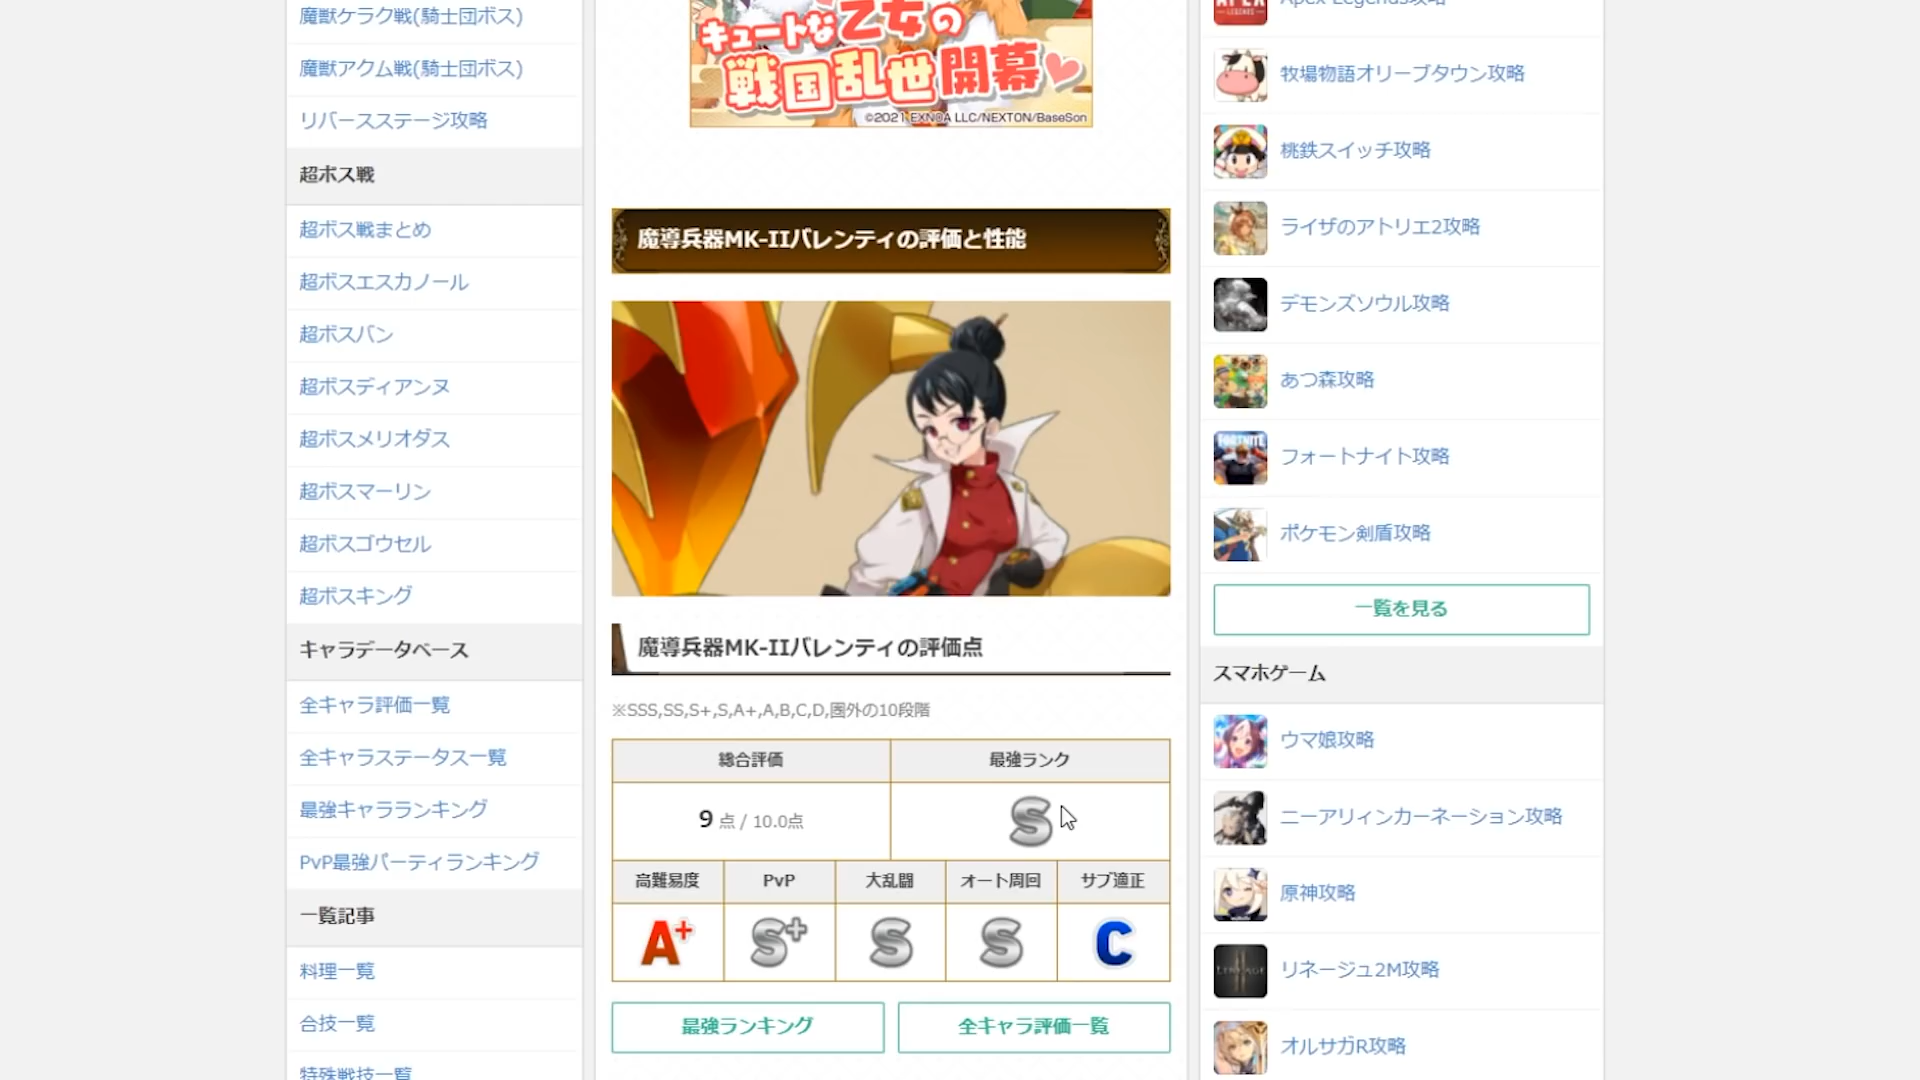 魔獣ケラク戦(騎士団ボス)
魔獣アクム戦(騎士団ボス)
リバースステージ攻略
超ボス戦
超ボス戦まとめ
超ボスエスカノール
超ボスバン
超ボスディアンヌ
超ボスメリオダス
超ボスマーリン
超ボスゴウセル
超ボスキング
キャラデータベース
全キャラ評価一覧
全キャラステータス一覧
最強キャラランキング
PvP最強パーティランキング
一覧記事
料理一覧
合技一覧
特殊戦技一覧
キュートな乙女の
戦国乱世開幕
©2021 EXNOA LLC/NEXTON/BaseSon
魔導兵器MK-IIバレンティの評価と性能
魔導兵器MK-IIバレンティの評価点
※SSS,SS,S+,S,A+,A,B,C,D,圏外の10段階
総合評価 最強ランク
9 点 / 10.0点 S
高難易度 PvP 大乱闘 オート周回 サブ適正
A+ S+ S S C
最強ランキング 全キャラ評価一覧
Apex Legends攻略
APEX
LEGENDS
牧場物語オリーブタウン攻略
桃鉄スイッチ攻略
ライザのアトリエ2攻略
デモンズソウル攻略
あつ森攻略
FORTNITE
フォートナイト攻略
ポケモン剣盾攻略
一覧を見る
スマホゲーム
ウマ娘攻略
ニーアリィンカーネーション攻略
原神攻略
リネージュ2M攻略
オルサガR攻略